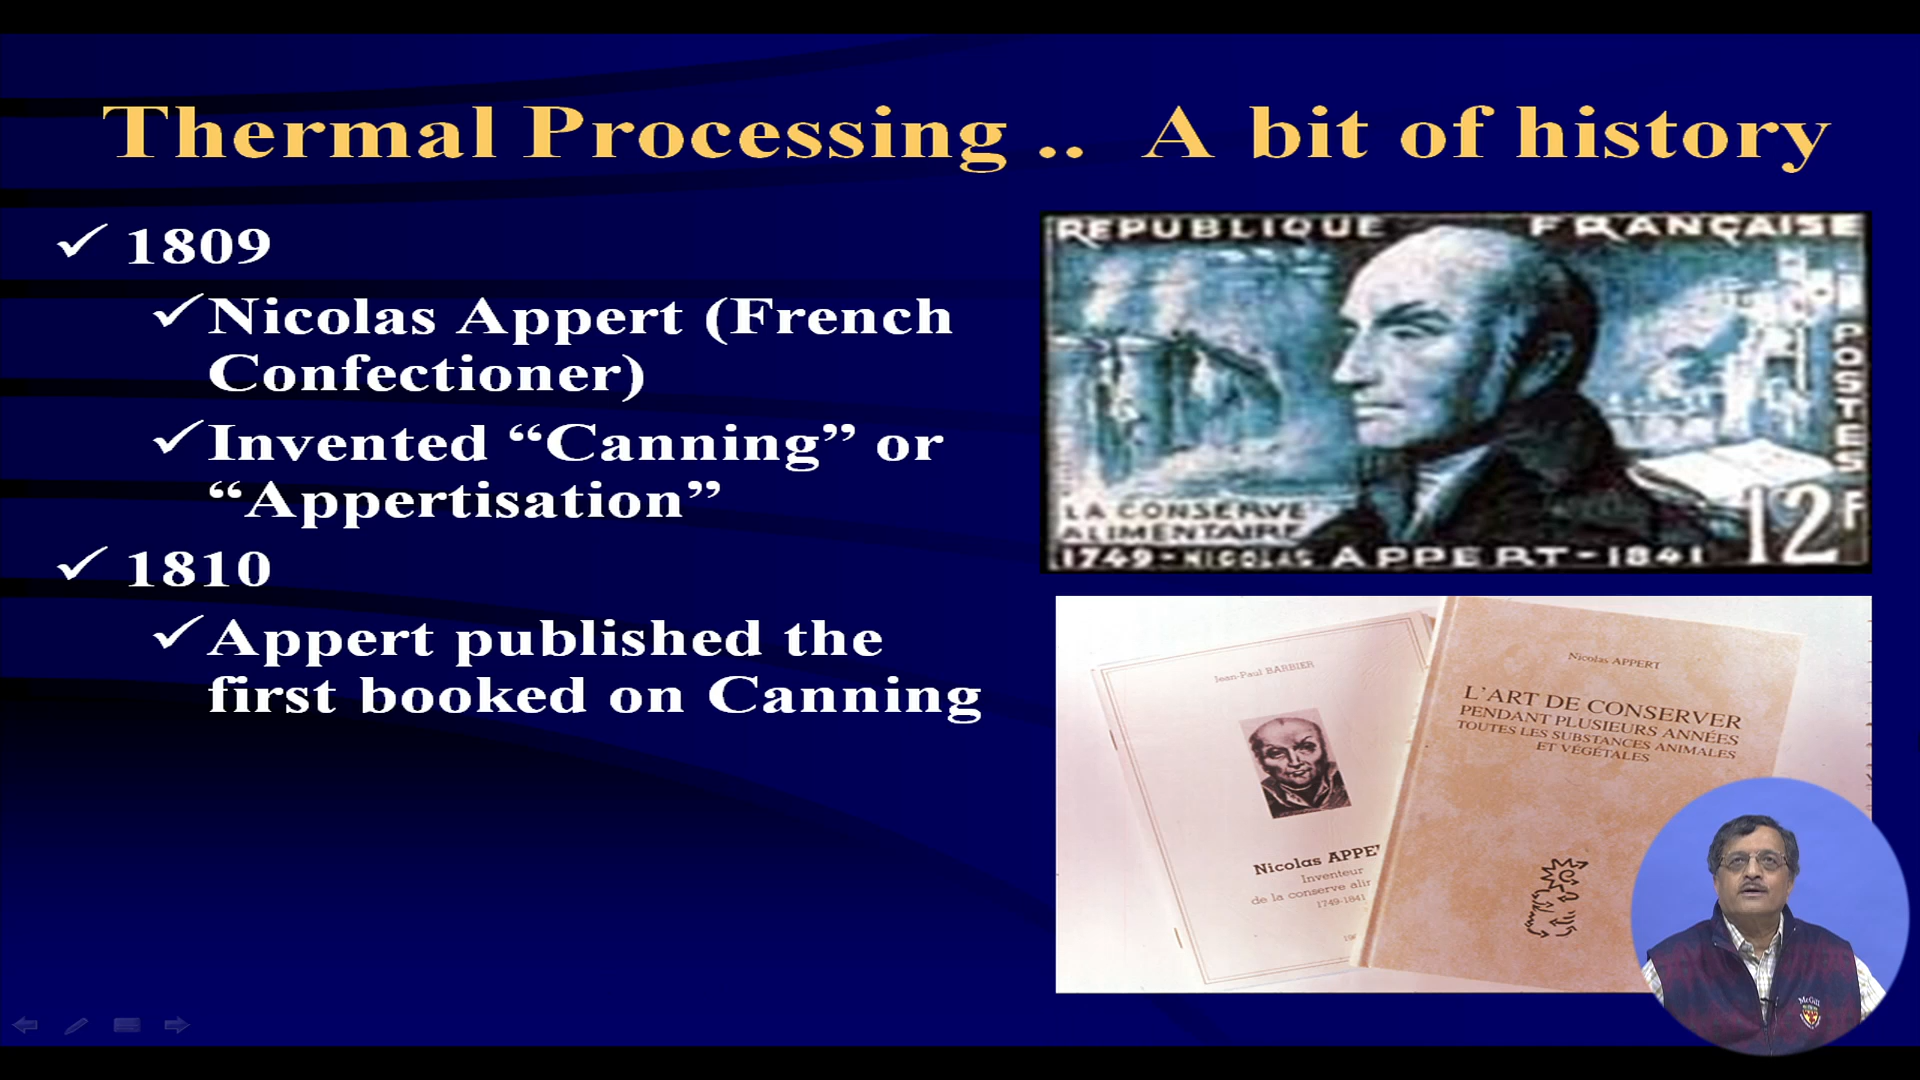 Thermal Processing .. A bit of history
1809
Nicolas Appert (French
Confectioner)
Invented “Canning” or
“Appertisation”
1810
Appert published the
first booked on Canning
REPUBLIQUE FRANÇAISE
POSTES
LA CONSERVE
ALIMENTAIRE
1749-NICOLAS APPERT-1841
12F
Jean-Paul BARBIER
Nicolas APPE
Inventeur
de la conserve alir
1749-1841
Nicolas APPERT
L'ART DE CONSERVER
PENDANT PLUSIEURS ANNÉES
TOUTES LES SUBSTANCES ANIMALES
ET VÉGÉTALES
McGill